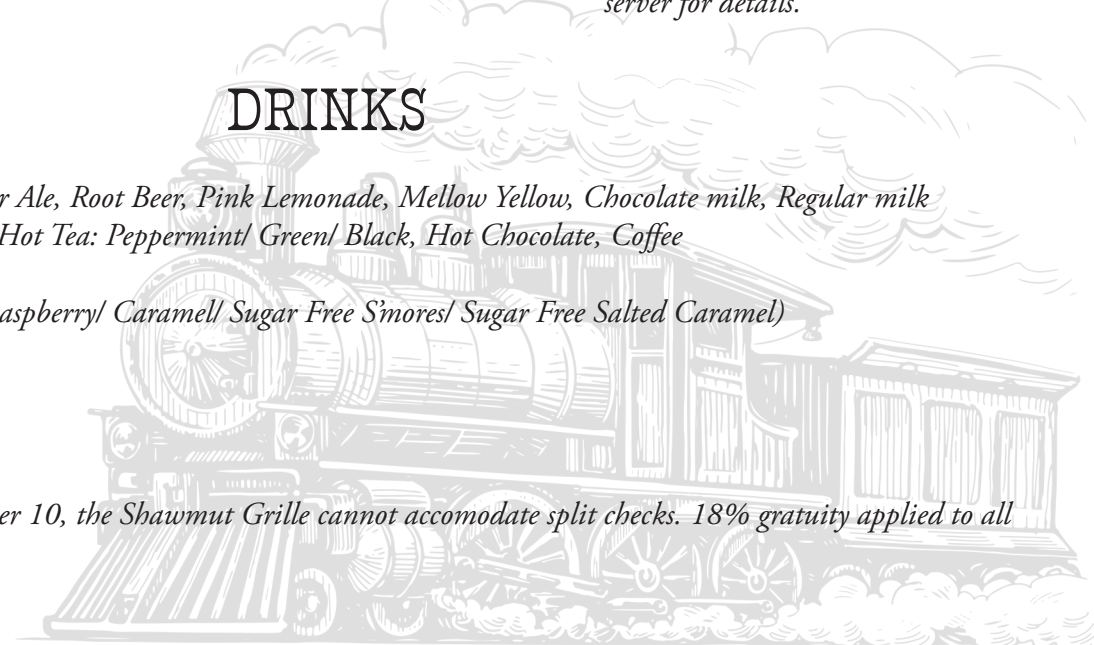 server for details.
DRINKS
r Ale, Root Beer, Pink Lemonade, Mellow Yellow, Chocolate milk, Regular milk
Hot Tea: Peppermint/ Green/ Black, Hot Chocolate, Coffee
aspberry/ Caramel/ Sugar Free S’mores/ Sugar Free Salted Caramel)
er 10, the Shawmut Grille cannot accomodate split checks. 18% gratuity applied to all